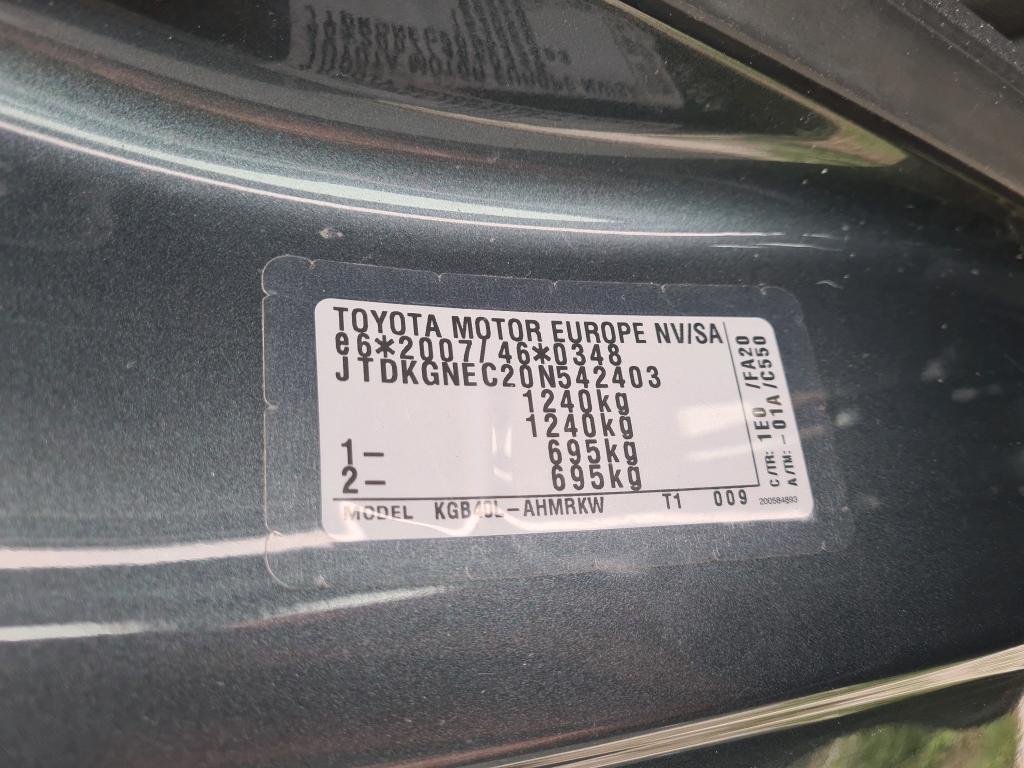 TOYOTA MOTOR EUROPE NV/SA
e6*2007/46*0348
JTDKGNEC20N542403
1240kg
1240kg
1- 695kg
2- 695kg
MODEL KGB40L-AHMRKW T1 009
C/TR: 1E0 /FA20
A/TM: -01A /C550
200584893